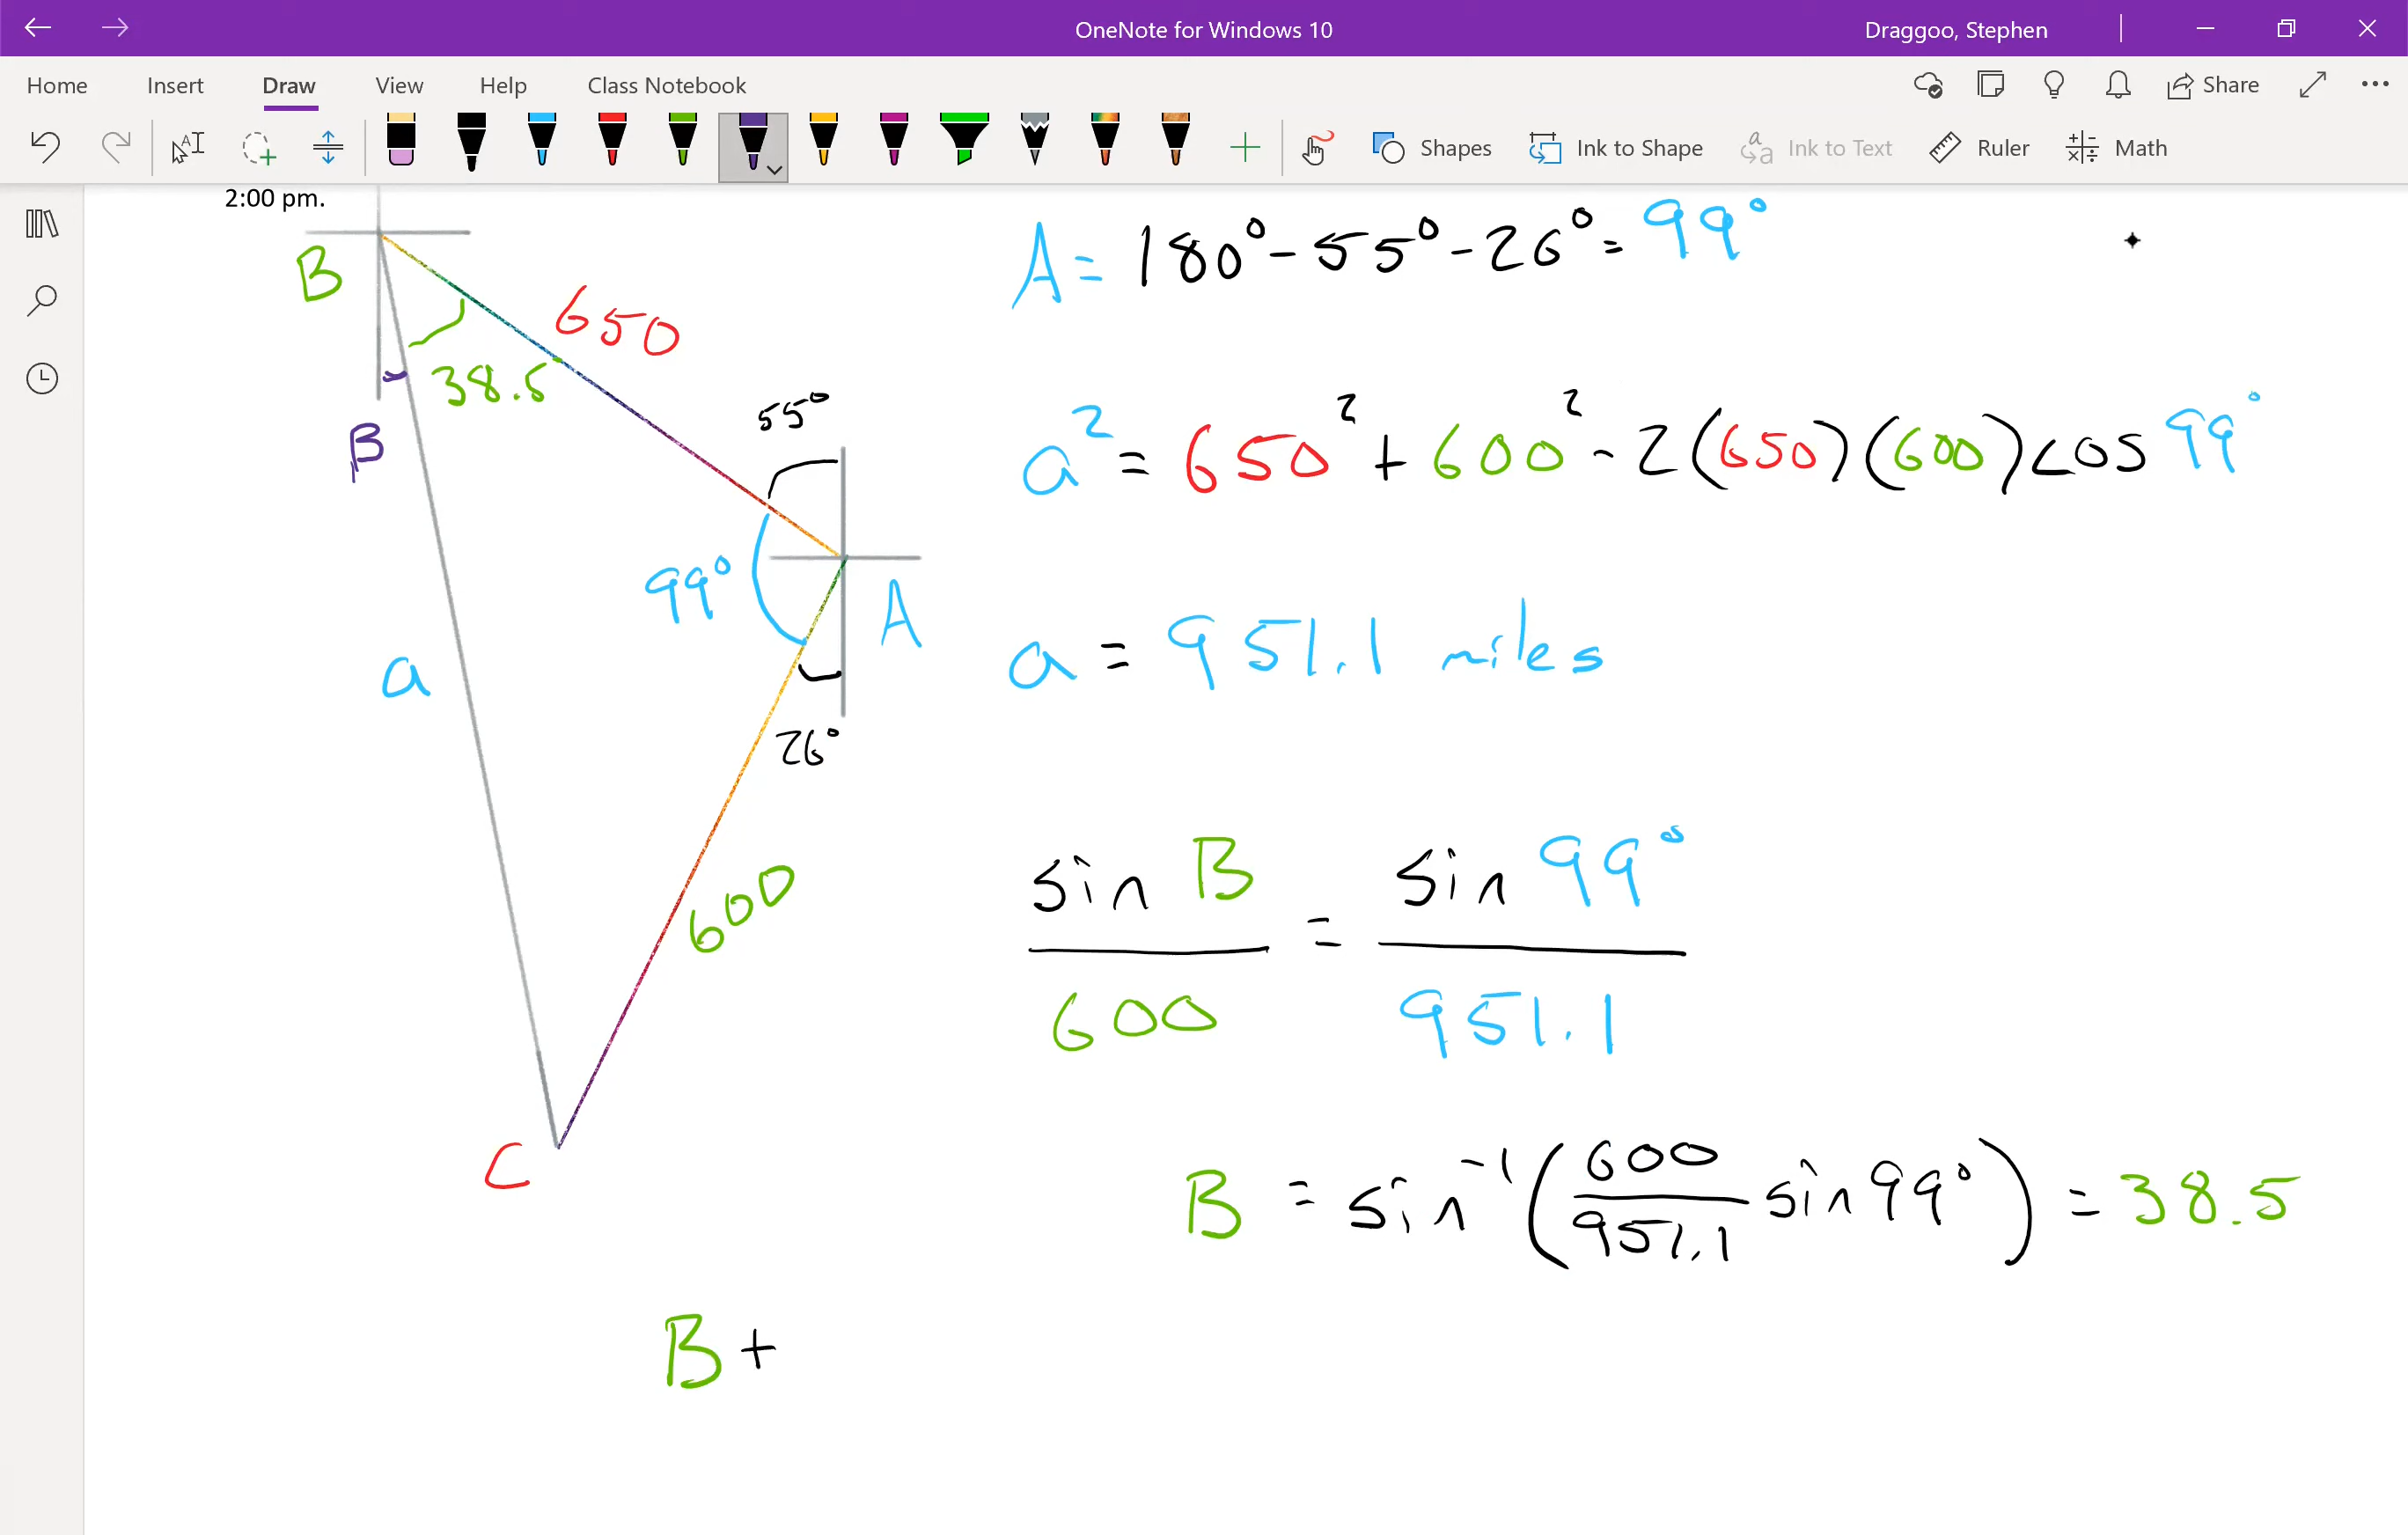 OneNote for Windows 10
Draggoo, Stephen
Home Insert Draw View Help Class Notebook
Share
Shapes Ink to Shape Ink to Text Ruler Math
2:00 pm.
A = 180° - 55° - 26° = 99°
B
650
38.5
β
55°
a² = 650² + 600² - 2(650)(600)cos 99°
99°
A
a
a = 951.1 miles
26°
600
sin B = sin 99°
600 951.1
C
B = sin⁻¹(600/951.1 sin 99°) = 38.5
B +